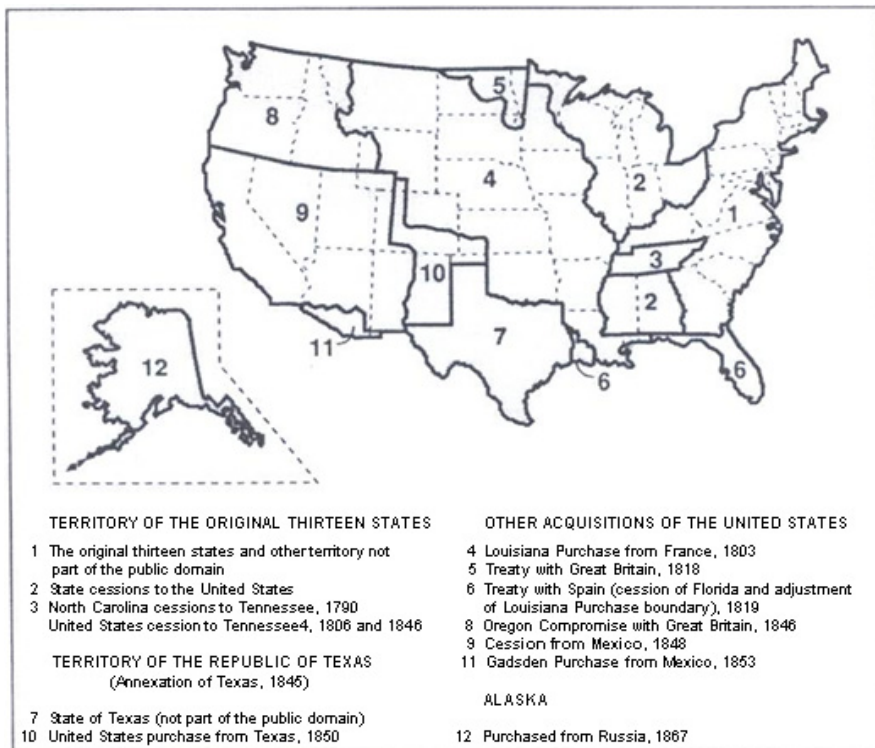 5
8
4
2
9
1
3
10
2
7
11
6
6
12
TERRITORY OF THE ORIGINAL THIRTEEN STATES
1 The original thirteen states and other territory not
part of the public domain
2 State cessions to the United States
3 North Carolina cessions to Tennessee, 1790
United States cession to Tennessee4, 1806 and 1846
TERRITORY OF THE REPUBLIC OF TEXAS
(Annexation of Texas, 1845)
7 State of Texas (not part of the public domain)
10 United States purchase from Texas, 1850
OTHER ACQUISITIONS OF THE UNITED STATES
4 Louisiana Purchase from France, 1803
5 Treaty with Great Britain, 1818
6 Treaty with Spain (cession of Florida and adjustment
of Louisiana Purchase boundary), 1819
8 Oregon Compromise with Great Britain, 1846
9 Cession from Mexico, 1848
11 Gadsden Purchase from Mexico, 1853
ALASKA
12 Purchased from Russia, 1867